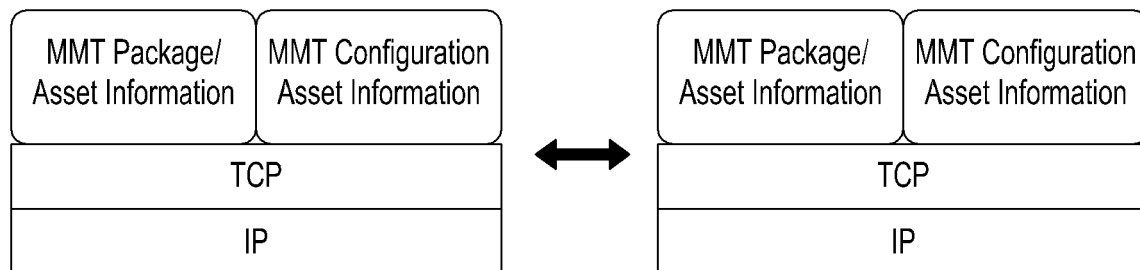 MMT Package/
Asset Information
MMT Configuration
Asset Information
TCP
IP
MMT Package/
Asset Information
MMT Configuration
Asset Information
TCP
IP